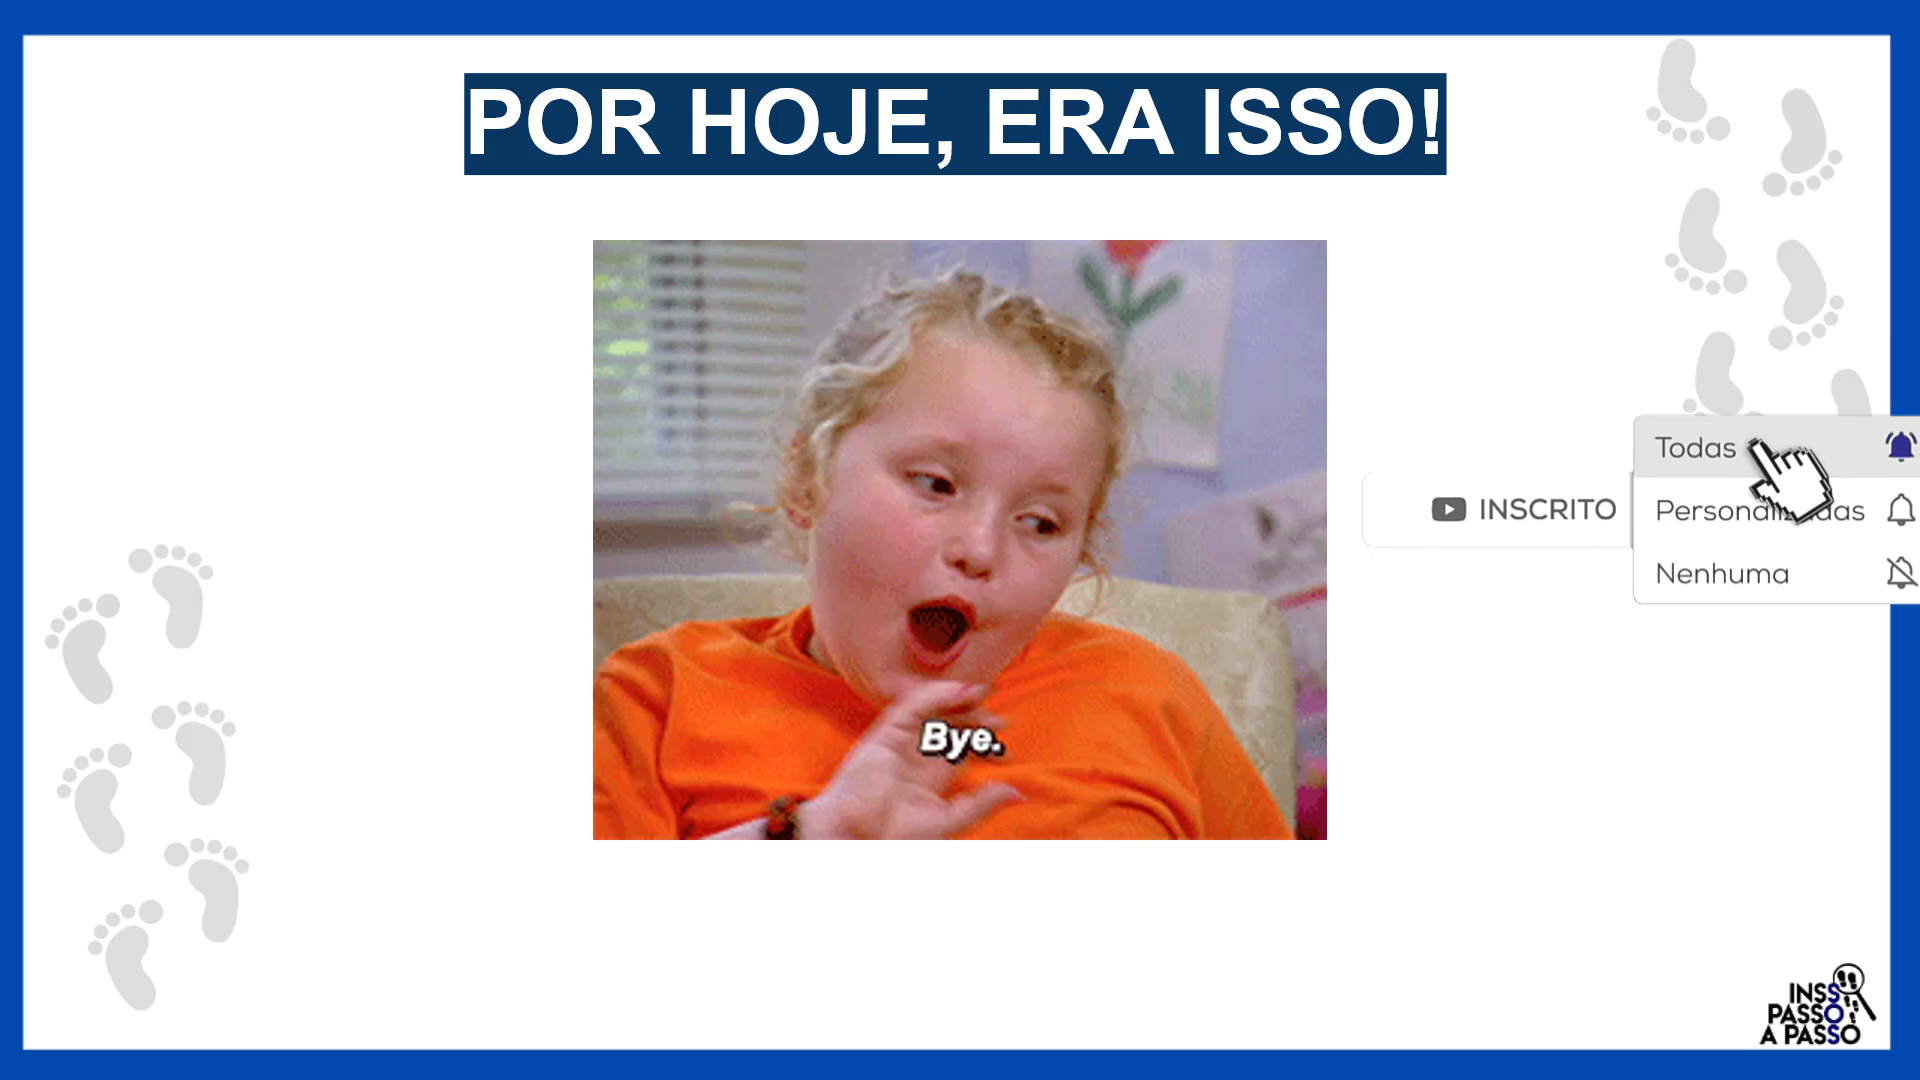 POR HOJE, ERA ISSO!
Bye.
INSCRITO
Todas
Nenhuma
INSS
PASSO
A PASSO